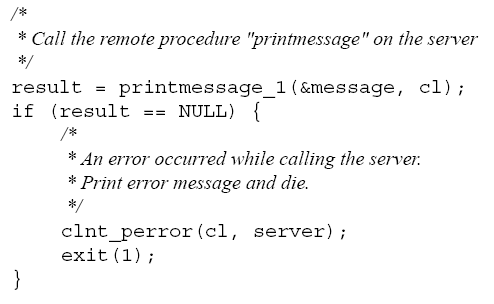 /*
 * Call the remote procedure "printmessage" on the server
 */
result = printmessage_1(&message, cl);
if (result == NULL) {
    /*
     * An error occurred while calling the server.
     * Print error message and die.
     */
    clnt_perror(cl, server);
    exit(1);
}